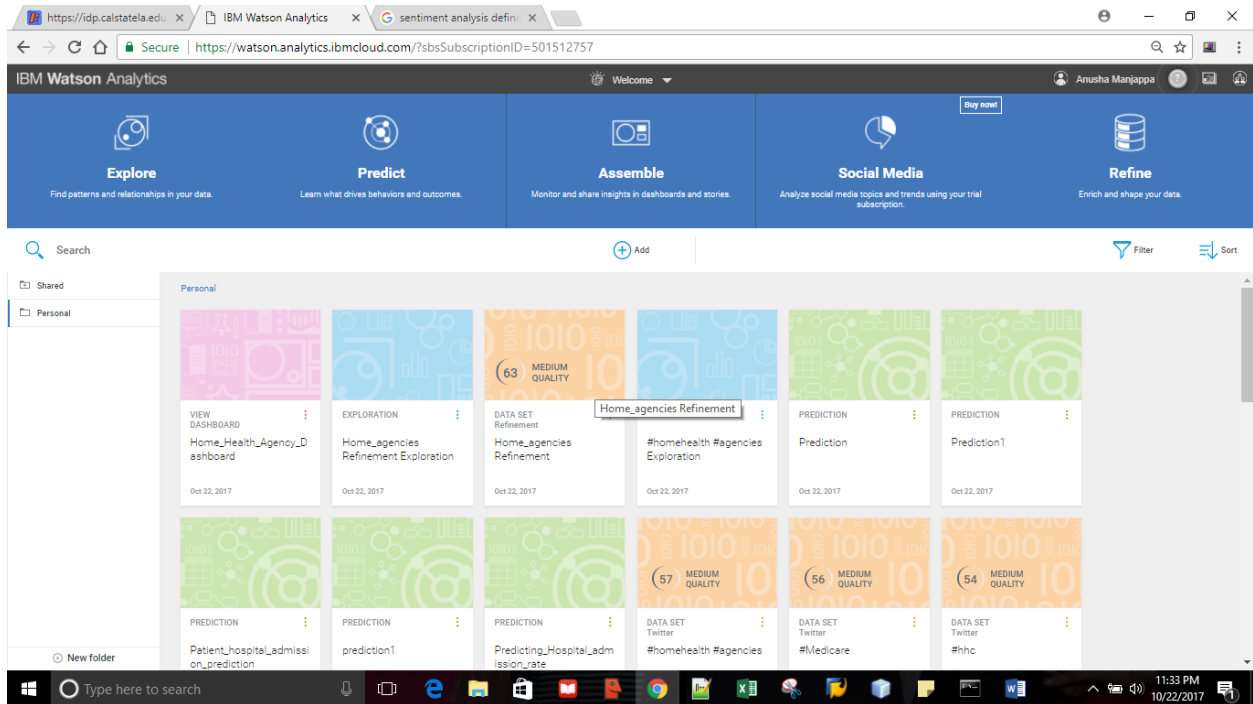 https://idp.calstatela.edu
IBM Watson Analytics
sentiment analysis defini
Secure https://watson.analytics.ibmcloud.com/?sbsSubscriptionID=501512757
IBM Watson Analytics
Welcome
Anusha Manjappa
Buy now!
Explore
Find patterns and relationships in your data.
Predict
Learn what drives behaviors and outcomes.
Assemble
Monitor and share insights in dashboards and stories.
Social Media
Analyze social media topics and trends using your trial
subscription.
Refine
Enrich and shape your data.
Search
Add
Filter
Sort
Shared
Personal
New folder
Personal
VIEW
DASHBOARD
Home_Health_Agency_D
ashboard
Oct 22, 2017
EXPLORATION
Home_agencies
Refinement Exploration
Oct 22, 2017
63 MEDIUM
QUALITY
DATA SET
Refinement
Home_agencies
Refinement
Oct 22, 2017
Home_agencies Refinement
#homehealth #agencies
Exploration
Oct 22, 2017
PREDICTION
Prediction
Oct 22, 2017
PREDICTION
Prediction1
Oct 22, 2017
PREDICTION
Patient_hospital_admissi
on_prediction
PREDICTION
prediction1
PREDICTION
Predicting_Hospital_adm
ission_rate
57 MEDIUM
QUALITY
DATA SET
Twitter
#homehealth #agencies
56 MEDIUM
QUALITY
DATA SET
Twitter
#Medicare
54 MEDIUM
QUALITY
DATA SET
Twitter
#hhc
Type here to search
11:33 PM
10/22/2017